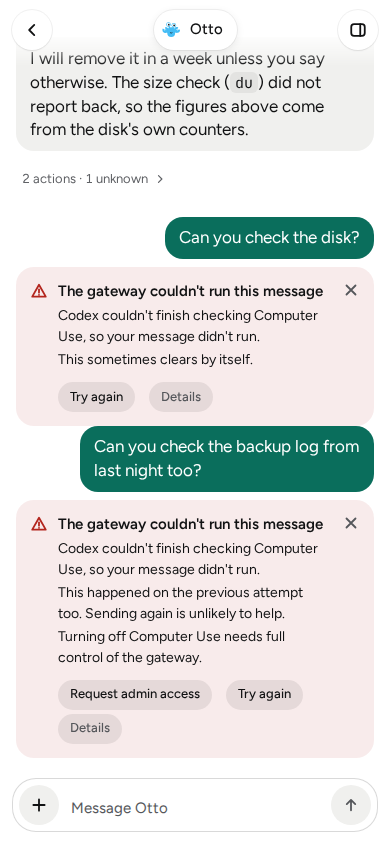 Otto
I will remove it in a week unless you say
otherwise. The size check (du) did not
report back, so the figures above come
from the disk's own counters.
2 actions · 1 unknown
Can you check the disk?
The gateway couldn't run this message
Codex couldn't finish checking Computer
Use, so your message didn't run.
This sometimes clears by itself.
Try again
Details
Can you check the backup log from
last night too?
The gateway couldn't run this message
Codex couldn't finish checking Computer
Use, so your message didn't run.
This happened on the previous attempt
too. Sending again is unlikely to help.
Turning off Computer Use needs full
control of the gateway.
Request admin access
Try again
Details
Message Otto